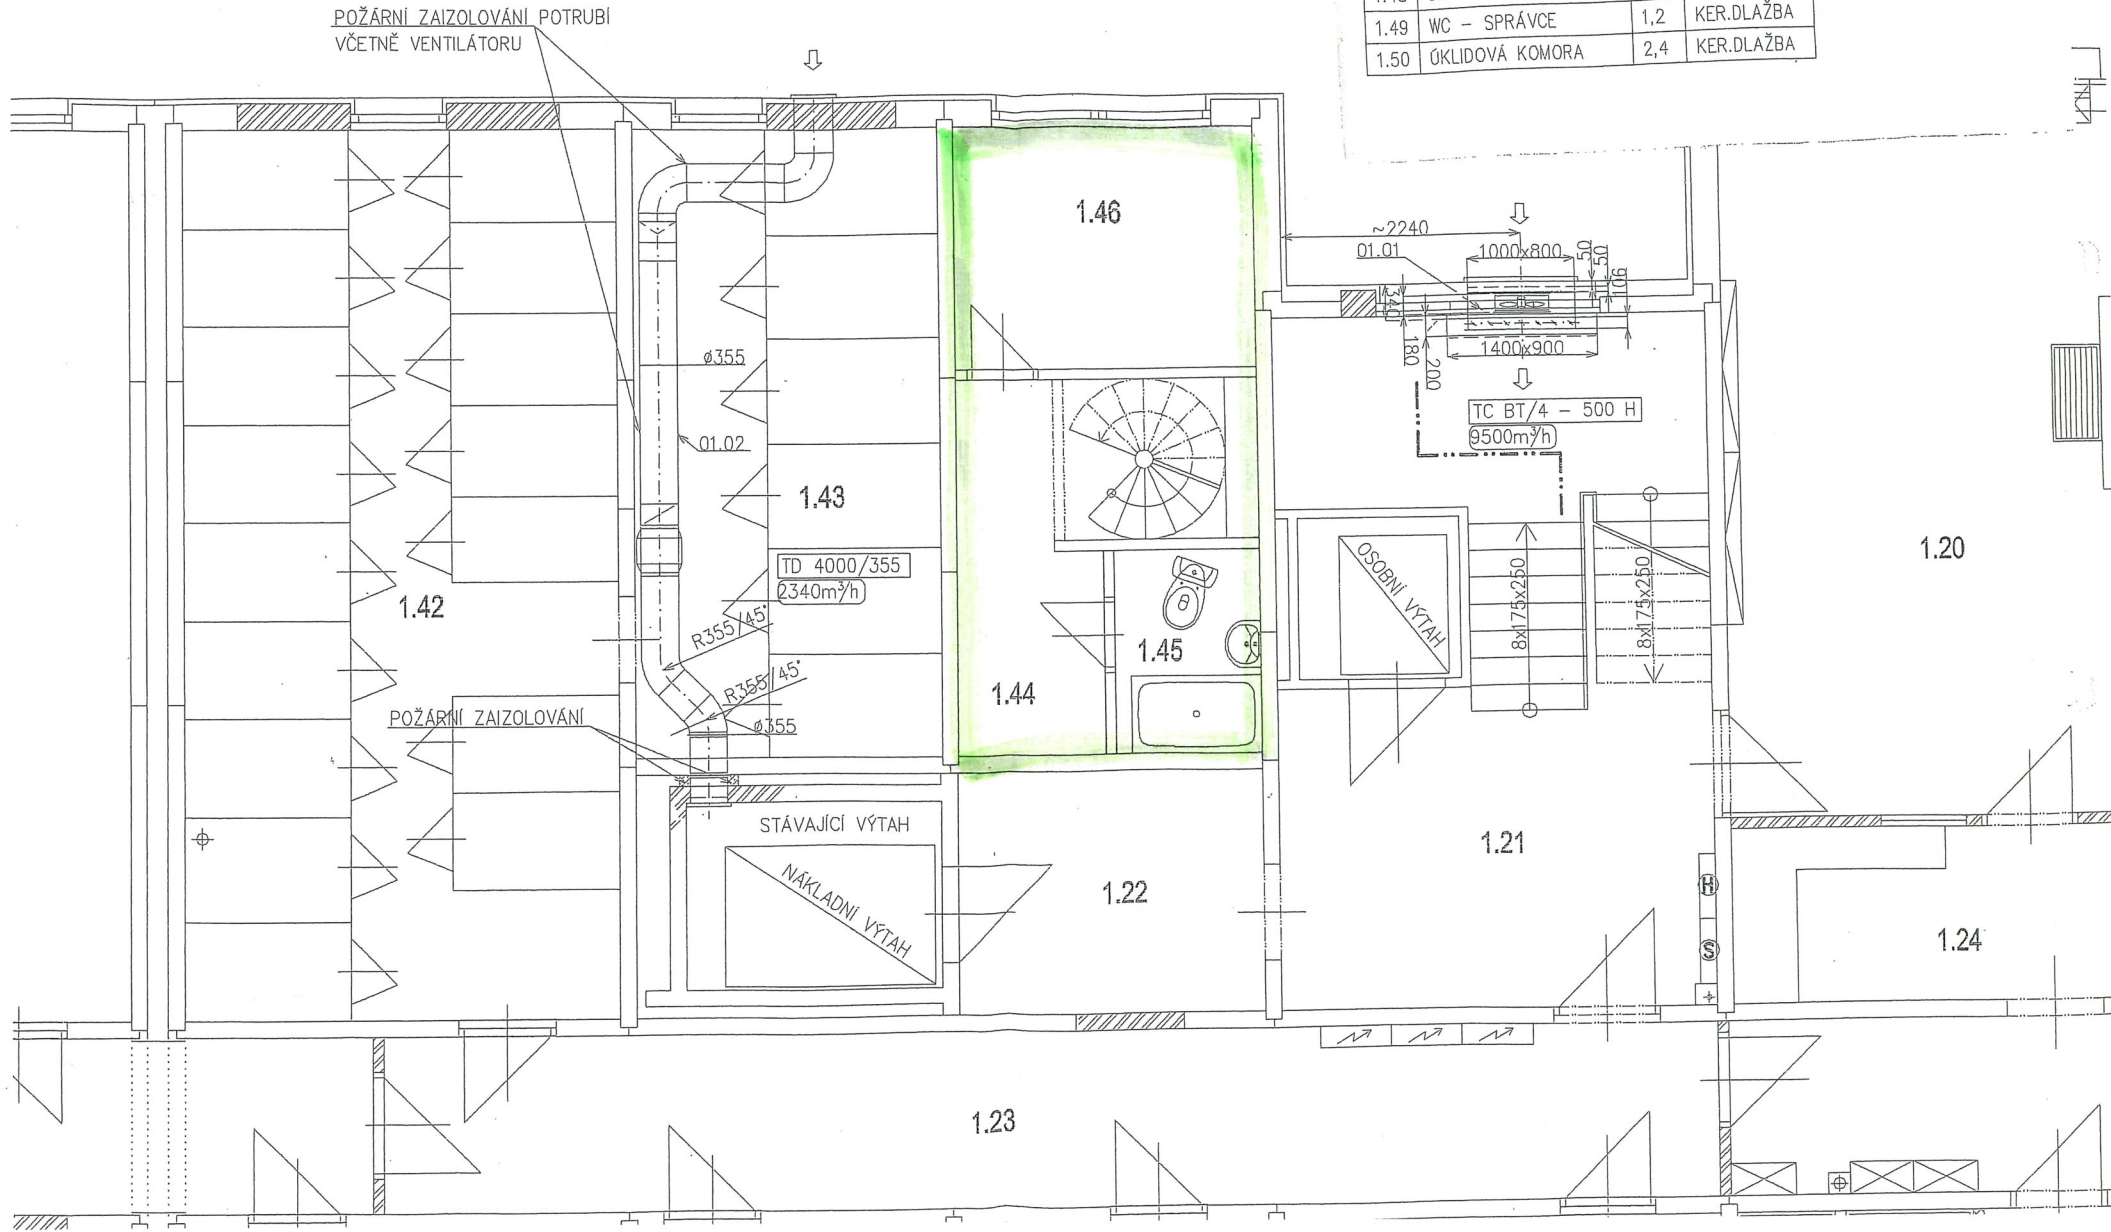 POŽÁRNÍ ZAIZOLOVÁNÍ POTRUBÍ
VČETNĚ VENTILÁTORU
1.49 WC – SPRÁVCE 1,2 KER.DLAŽBA
1.50 ÚKLIDOVÁ KOMORA 2,4 KER.DLAŽBA
1.46
~2240
01.01
1000x800
50
50
106
340
180
200
1400x900
TC BT/4 – 500 H
9500m³/h
ø355
01.02
1.43
TD 4000/355
2340m³/h
1.42
R355/45°
R355/45°
ø355
POŽÁRNÍ ZAIZOLOVÁNÍ
1.44
1.45
OSOBNÍ VÝTAH
8x175x250
8x175x250
1.20
STÁVAJÍCÍ VÝTAH
NÁKLADNÍ VÝTAH
1.22
1.21
H
S
1.24
1.23